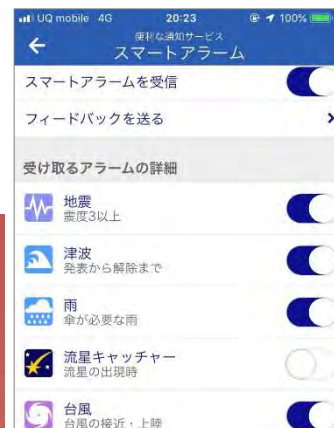 UQ mobile 4G 20:23 100%
便利な通知サービス
スマートアラーム
スマートアラームを受信
フィードバックを送る
受け取るアラームの詳細
地震
震度3以上
津波
発表から解除まで
雨
傘が必要な雨
流星キャッチャー
流星の出現時
台風
台風の接近・上陸